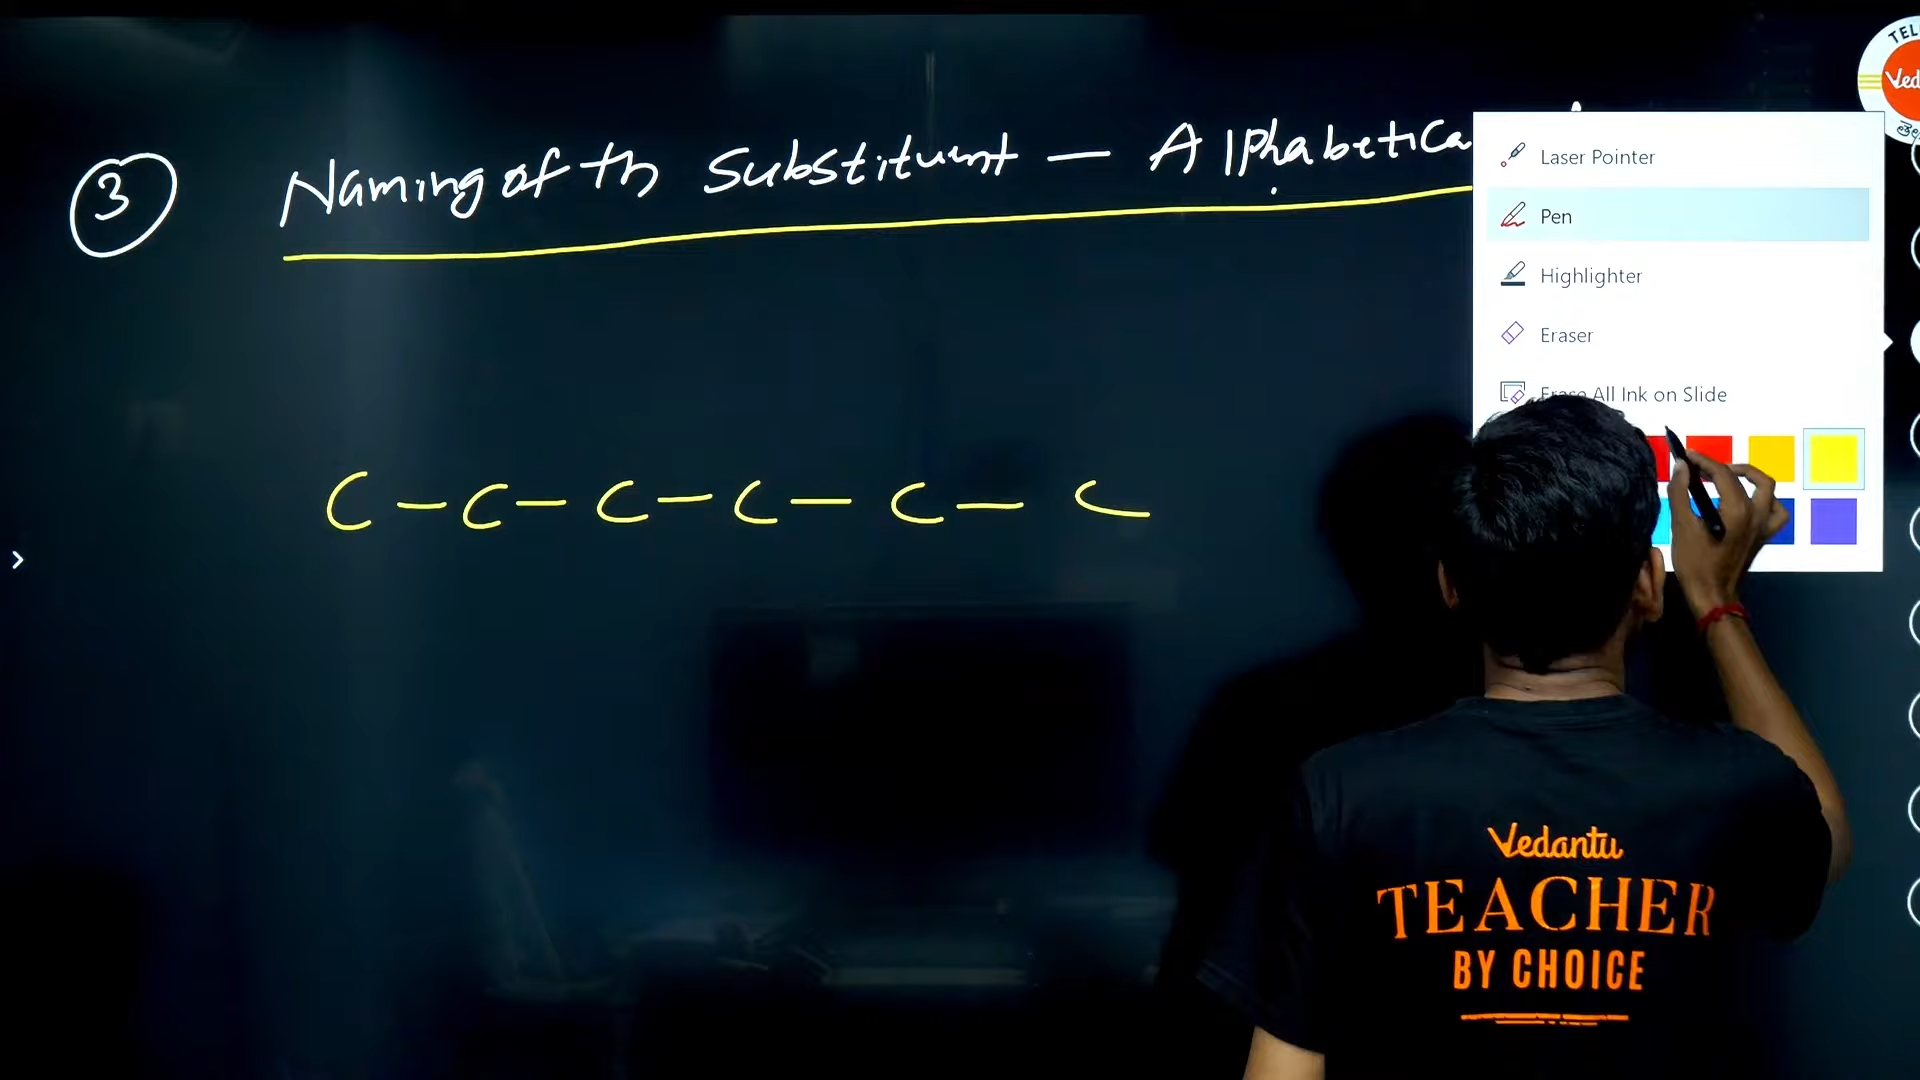 ③ Naming of th Substituent — Alphabetica
C - C - C - C - C - C
Laser Pointer
Pen
Highlighter
Eraser
Erase All Ink on Slide
Vedantu
TEACHER
BY CHOICE